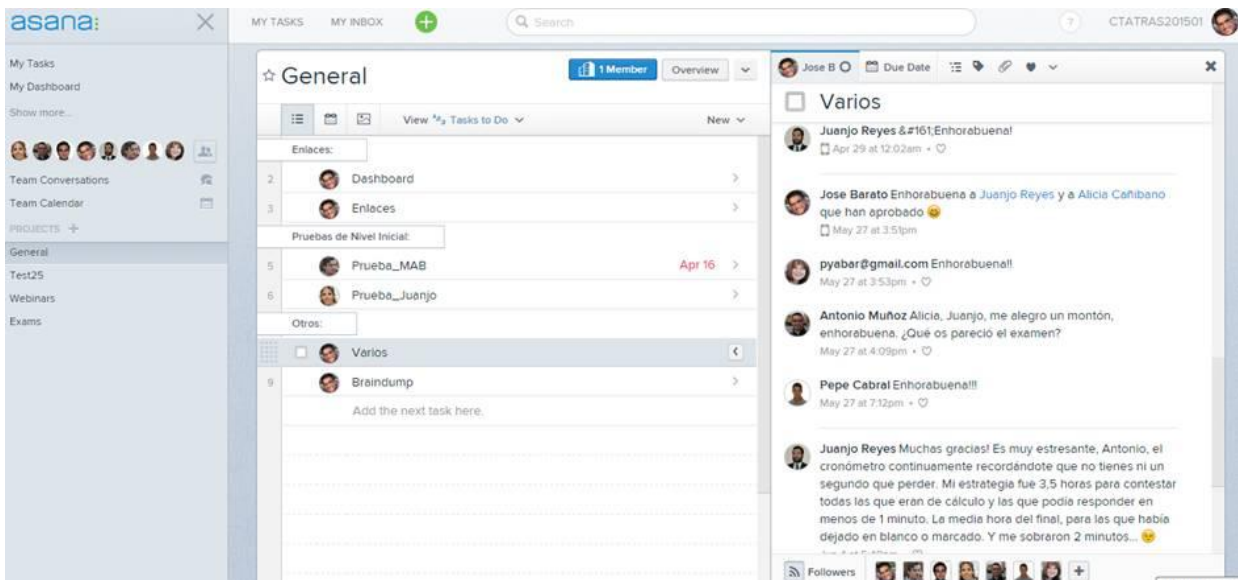 asana:
MY TASKS
MY INBOX
Search
?
CTATRAS201501
My Tasks
My Dashboard
Show more...
Team Conversations
Team Calendar
PROJECTS +
General
Test25
Webinars
Exams
General
1 Member
Overview
View Tasks to Do
New
Enlaces:
2 Dashboard
3 Enlaces
Pruebas de Nivel Inicial:
5 Prueba_MAB Apr 16
6 Prueba_Juanjo
Otros:
Varios
9 Braindump
Add the next task here.
Jose B
Due Date
Varios
Juanjo Reyes &#161;Enhorabuena!
Apr 29 at 12:02am •
Jose Barato Enhorabuena a Juanjo Reyes y a Alicia Cañibano
que han aprobado
May 27 at 3:51pm
pyabar@gmail.com Enhorabuena!!
May 27 at 3:53pm •
Antonio Muñoz Alicia, Juanjo, me alegro un montón,
enhorabuena. ¿Qué os pareció el examen?
May 27 at 4:09pm •
Pepe Cabral Enhorabuena!!!
May 27 at 7:12pm •
Juanjo Reyes Muchas gracias! Es muy estresante, Antonio, el
cronómetro continuamente recordándote que no tienes ni un
segundo que perder. Mi estrategia fue 3,5 horas para contestar
todas las que eran de cálculo y las que podía responder en
menos de 1 minuto. La media hora del final, para las que había
dejado en blanco o marcado. Y me sobraron 2 minutos...
Followers